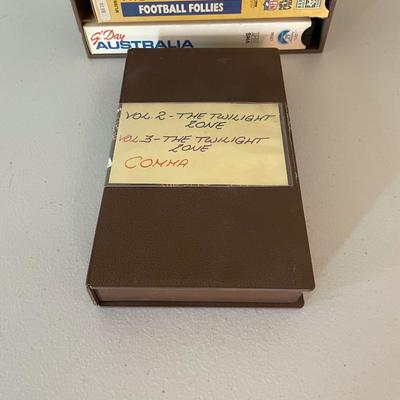 FOOTBALL FOLLIES
G'Day
AUSTRALIA
VOL. 2 - THE TWILIGHT
ZONE
VOL. 3 - THE TWILIGHT
ZONE
COMMA